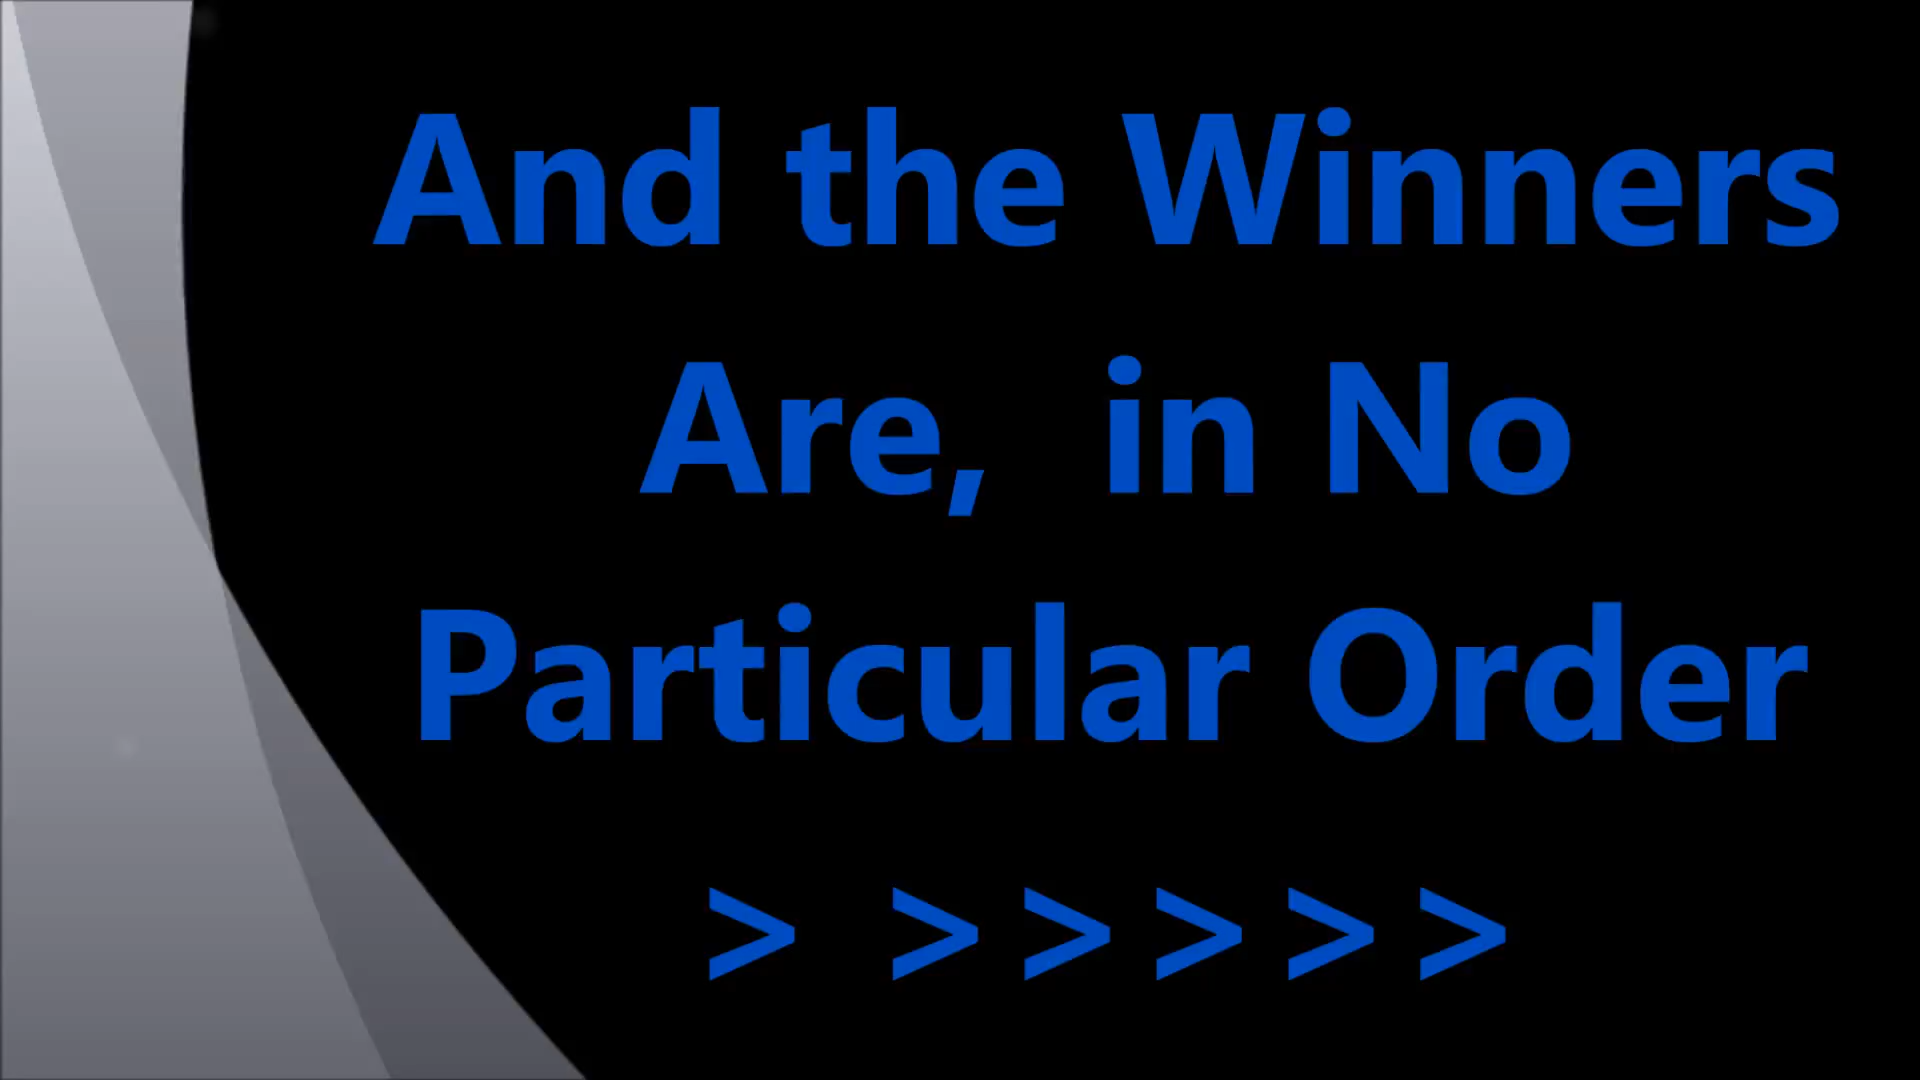 And the Winners
Are,  in No
Particular Order
> >>>>>